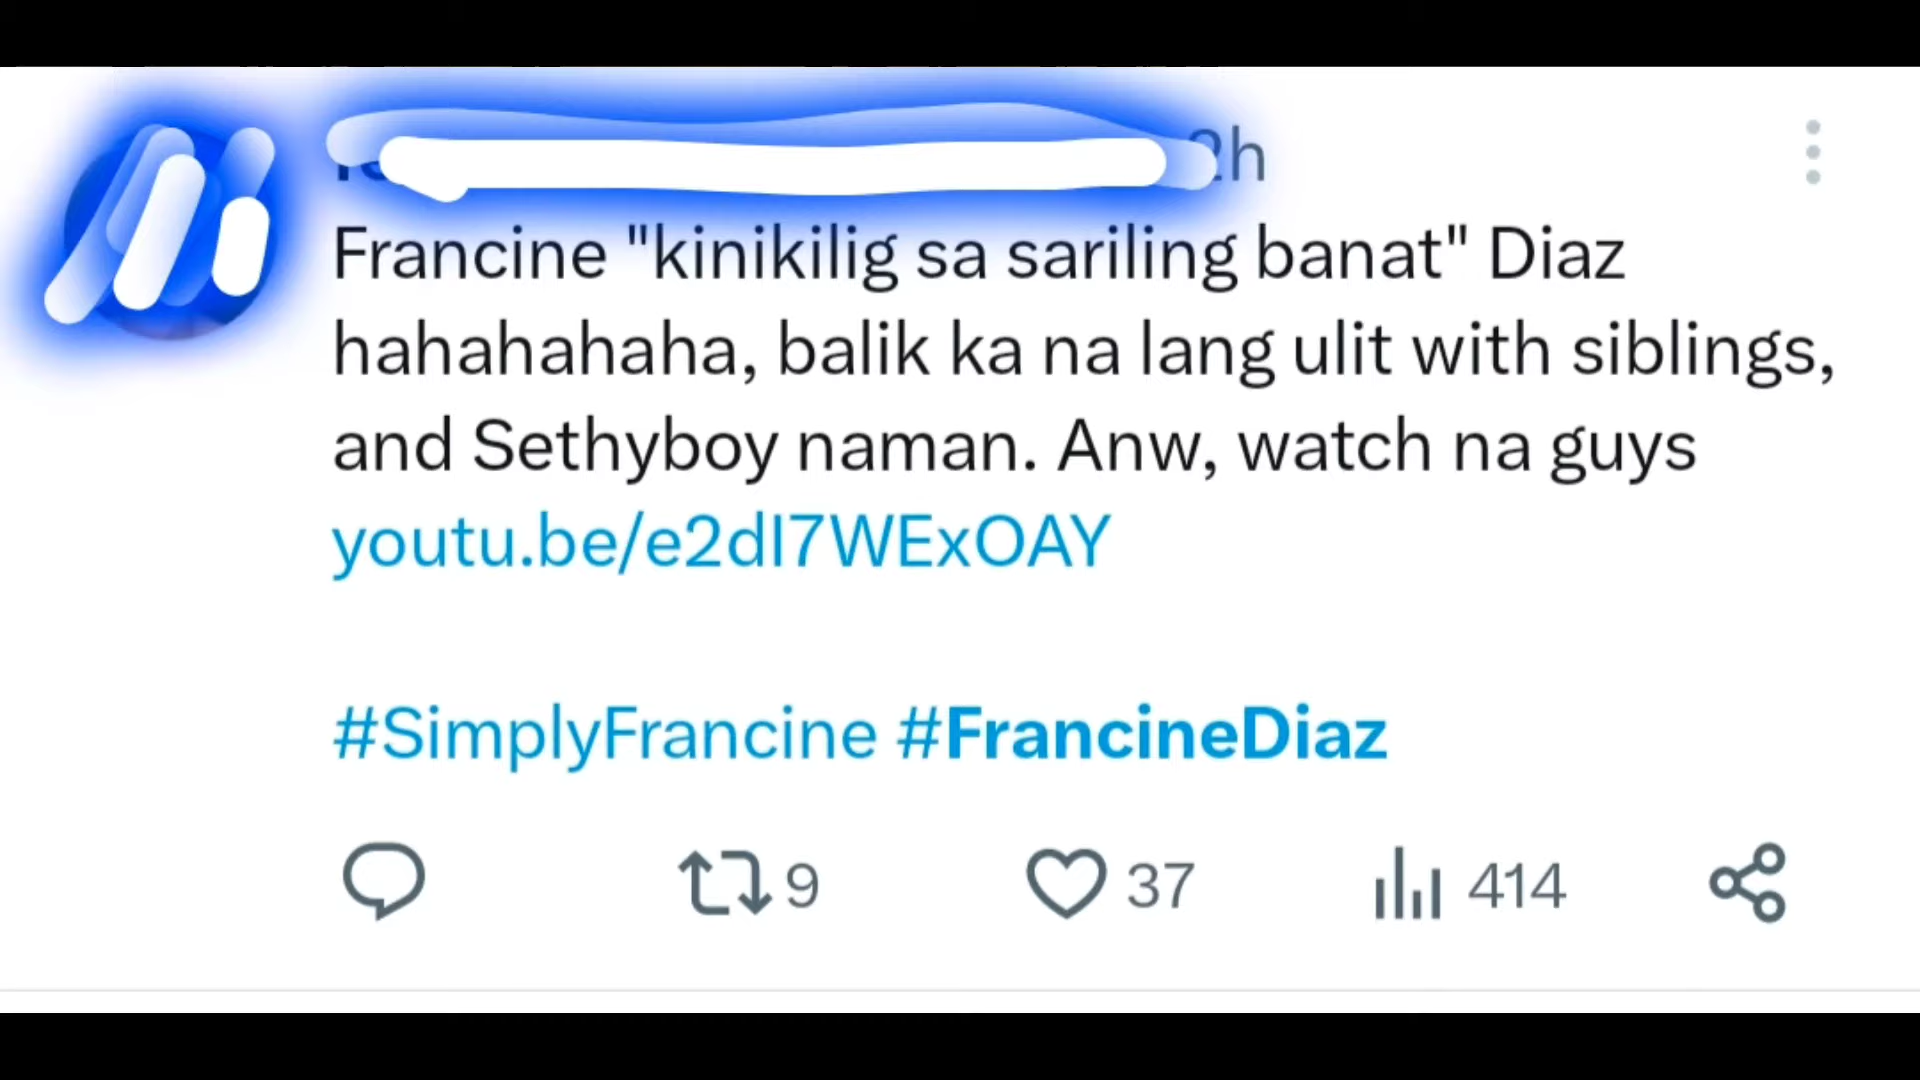 2h
Francine "kinikilig sa sariling banat" Diaz
hahahahaha, balik ka na lang ulit with siblings,
and Sethyboy naman. Anw, watch na guys
youtu.be/e2dI7WExOAY
#SimplyFrancine #FrancineDiaz
9 37 414